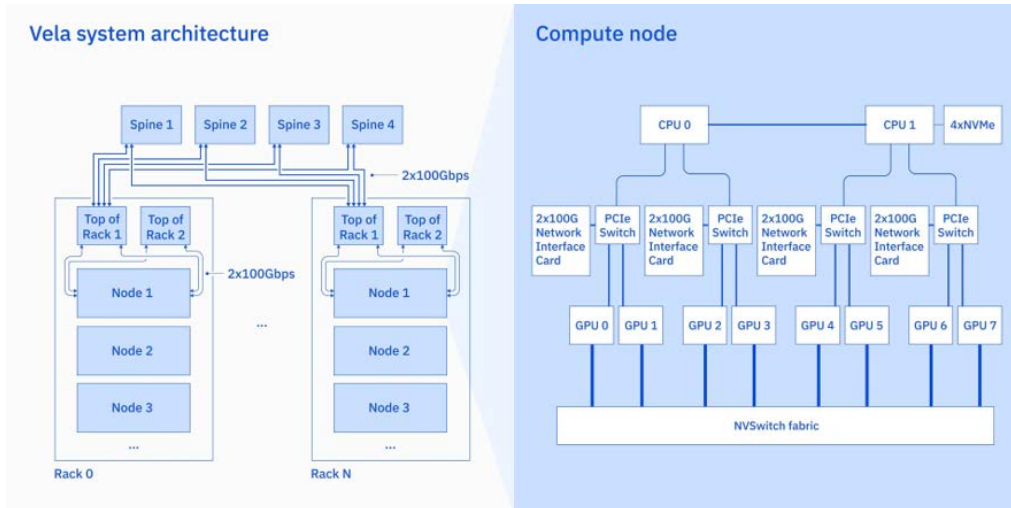 Vela system architecture
Spine 1
Spine 2
Spine 3
Spine 4
2x100Gbps
Top of
Rack 1
Top of
Rack 2
2x100Gbps
Node 1
Node 2
Node 3
...
Rack 0
...
Top of
Rack 1
Top of
Rack 2
Node 1
Node 2
Node 3
...
Rack N
Compute node
CPU 0
CPU 1
4xNVMe
2x100G
Network
Interface
Card
PCIe
Switch
2x100G
Network
Interface
Card
PCIe
Switch
2x100G
Network
Interface
Card
PCIe
Switch
2x100G
Network
Interface
Card
PCIe
Switch
GPU 0
GPU 1
GPU 2
GPU 3
GPU 4
GPU 5
GPU 6
GPU 7
NVSwitch fabric